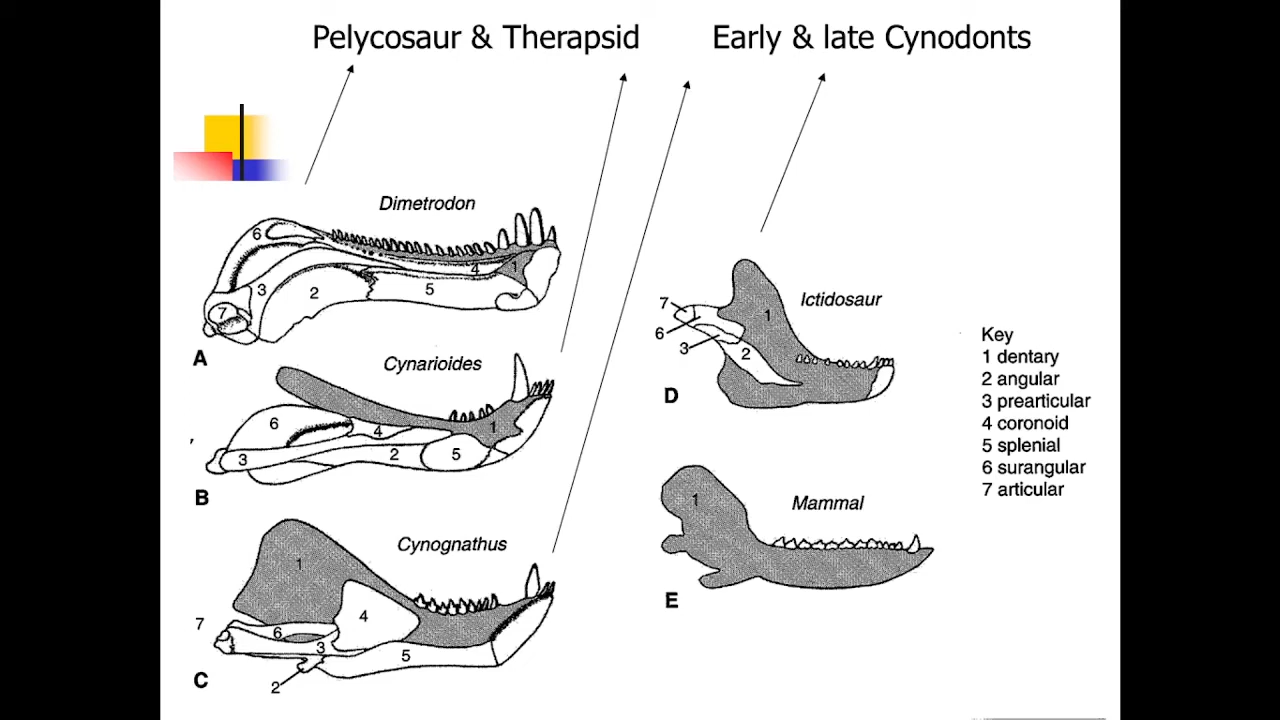 Pelycosaur & Therapsid
Early & late Cynodonts
Dimetrodon
6
4
1
3
2
5
7
A
Cynarioides
6
4
1
3
2
5
B
Cynognathus
1
4
7
6
3
5
2
C
Ictidosaur
7
1
6
3
2
D
Mammal
1
E
Key
1 dentary
2 angular
3 prearticular
4 coronoid
5 splenial
6 surangular
7 articular